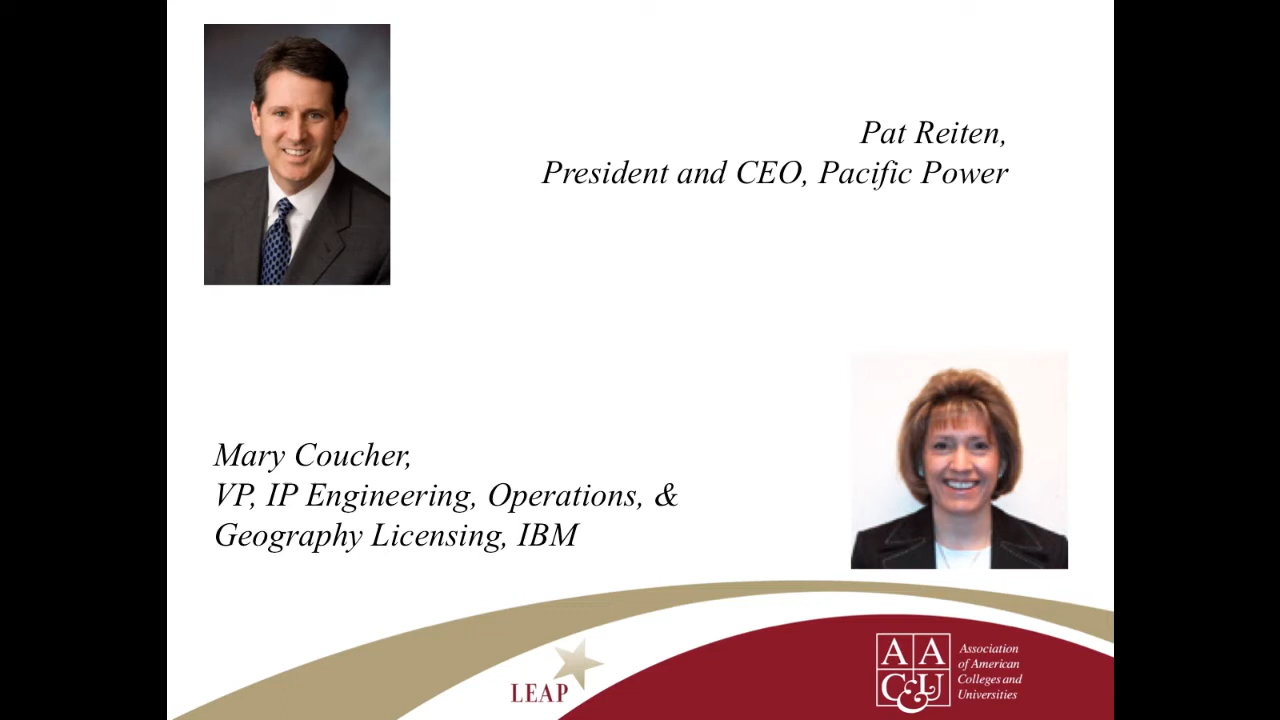 Pat Reiten,
President and CEO, Pacific Power
Mary Coucher,
VP, IP Engineering, Operations, &
Geography Licensing, IBM
LEAP
AAC&U
Association
of American
Colleges and
Universities